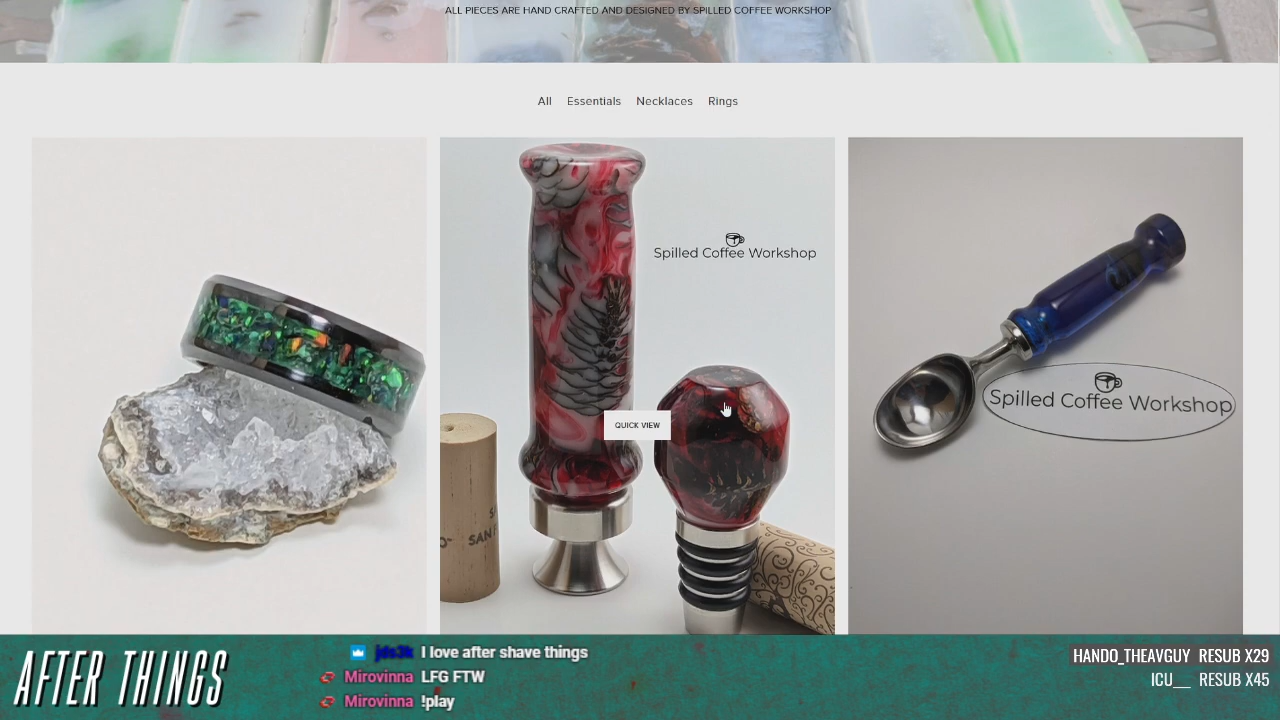 ALL PIECES ARE HAND CRAFTED AND DESIGNED BY SPILLED COFFEE WORKSHOP
All Essentials Necklaces Rings
Spilled Coffee Workshop
Spilled Coffee Workshop
QUICK VIEW
AFTER THINGS
jds3k I love after shave things
Mirovinna LFG FTW
Mirovinna !play
HANDO_THEAVGUY RESUB X29
ICU__ RESUB X45